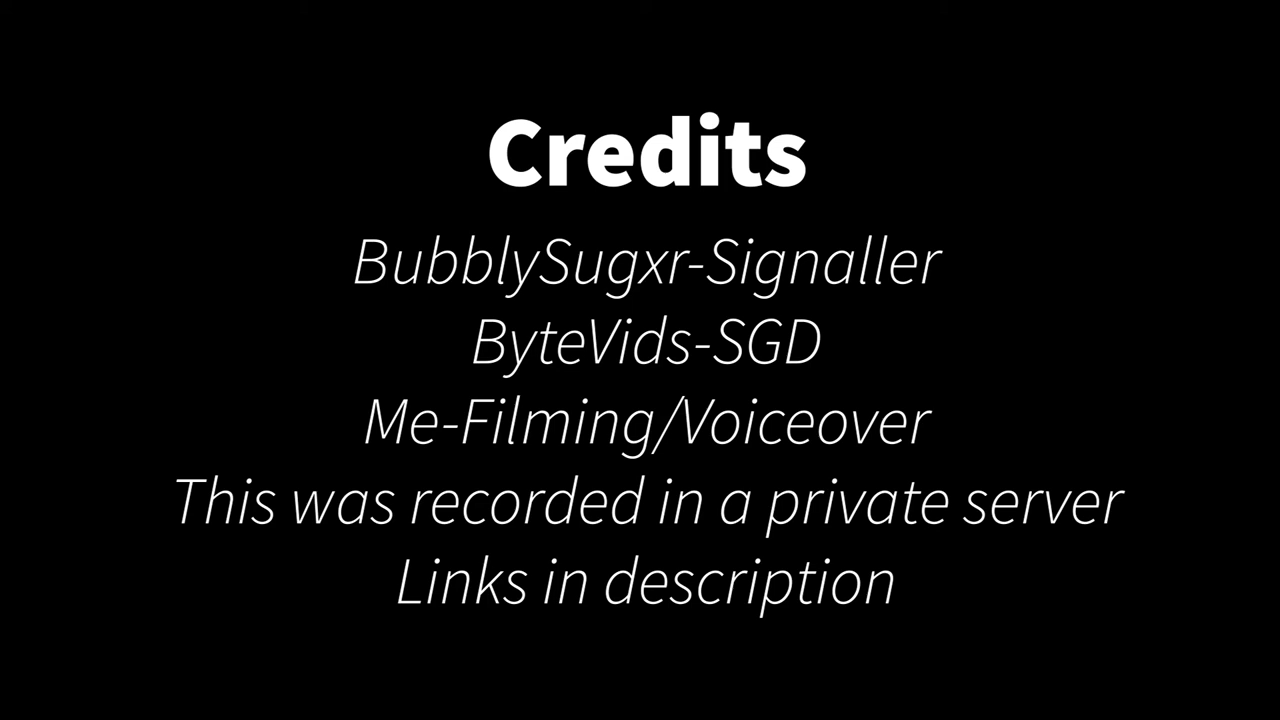 Credits
BubblySugxr-Signaller
ByteVids-SGD
Me-Filming/Voiceover
This was recorded in a private server
Links in description